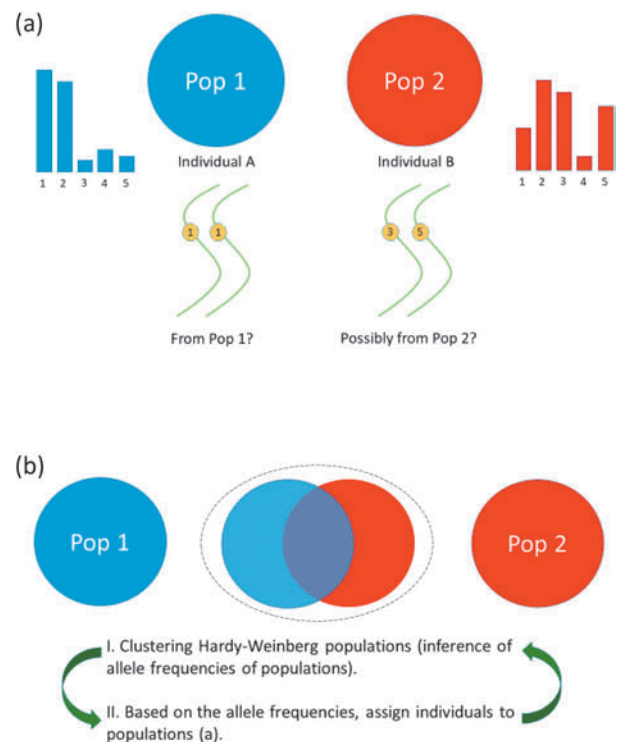 (a)
Pop 1
Pop 2
1 2 3 4 5
Individual A
Individual B
1 2 3 4 5
1 1
3 5
From Pop 1?
Possibly from Pop 2?
(b)
Pop 1
Pop 2
I. Clustering Hardy-Weinberg populations (inference of
allele frequencies of populations).
II. Based on the allele frequencies, assign individuals to
populations (a).